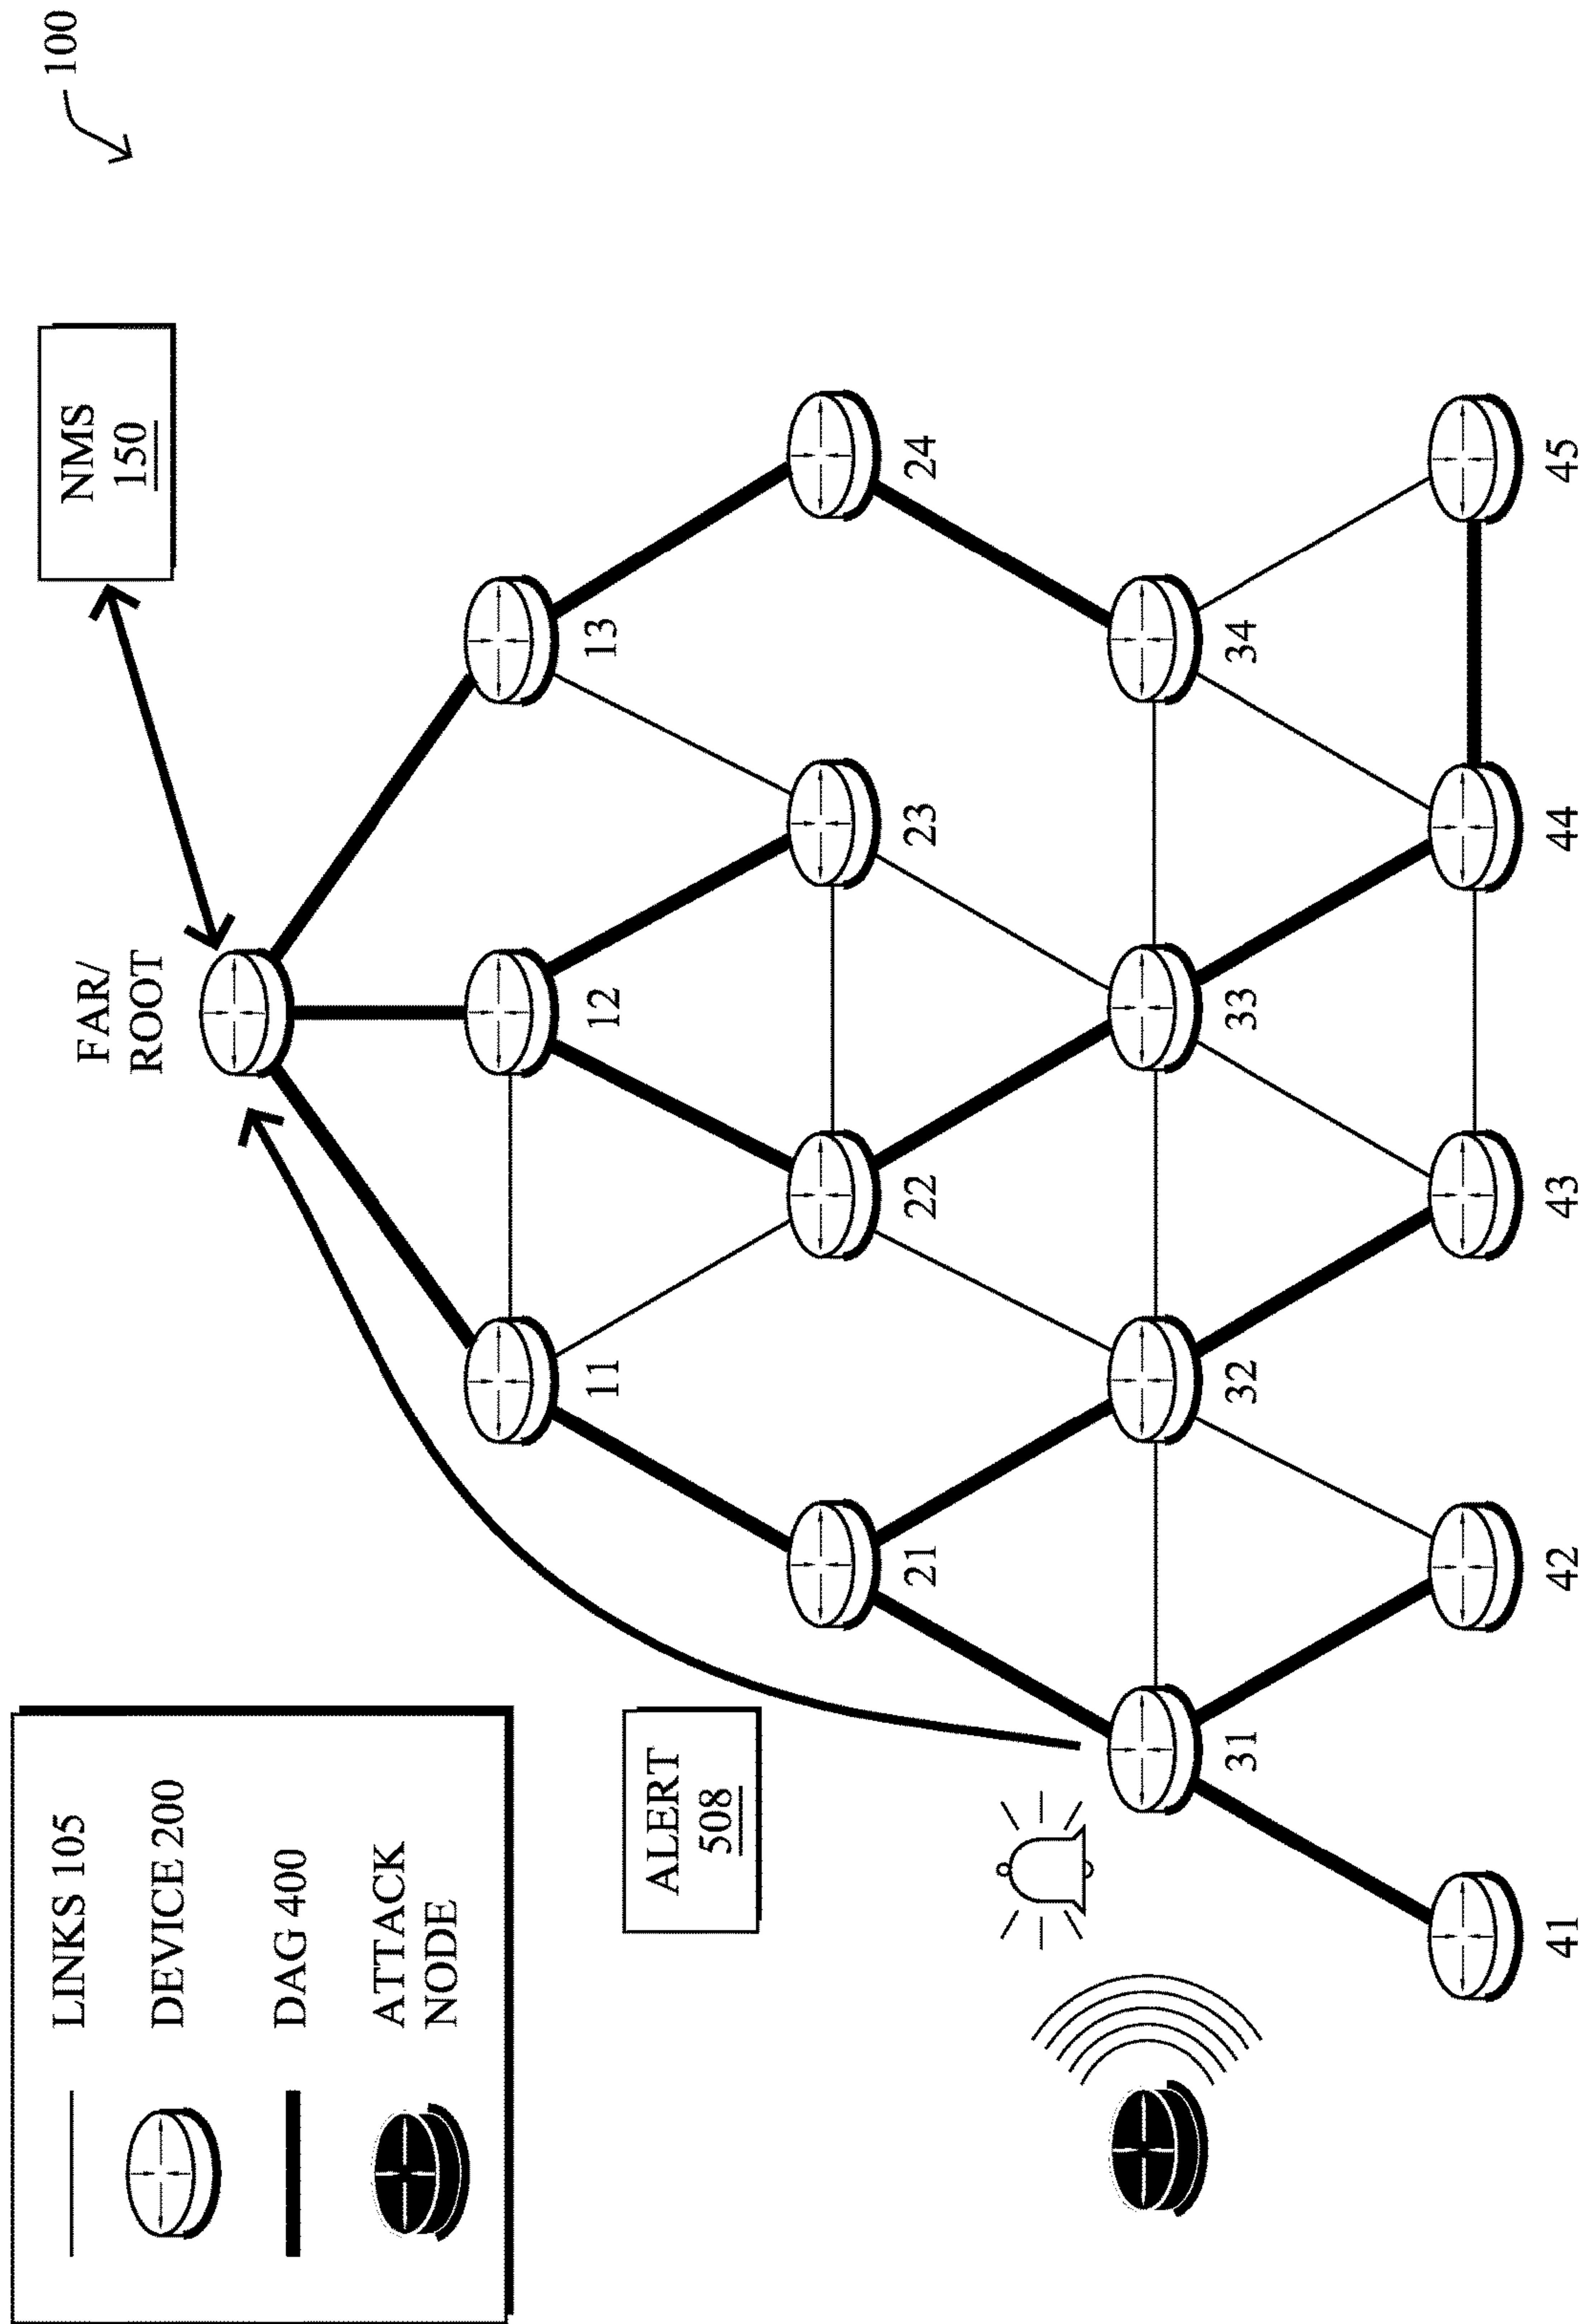 LINKS 105
DEVICE 200
DAG 400
ATTACK
NODE
100
NMS
150
FAR/
ROOT
ALERT
508
11
12
13
21
22
23
24
31
32
33
34
41
42
43
44
45